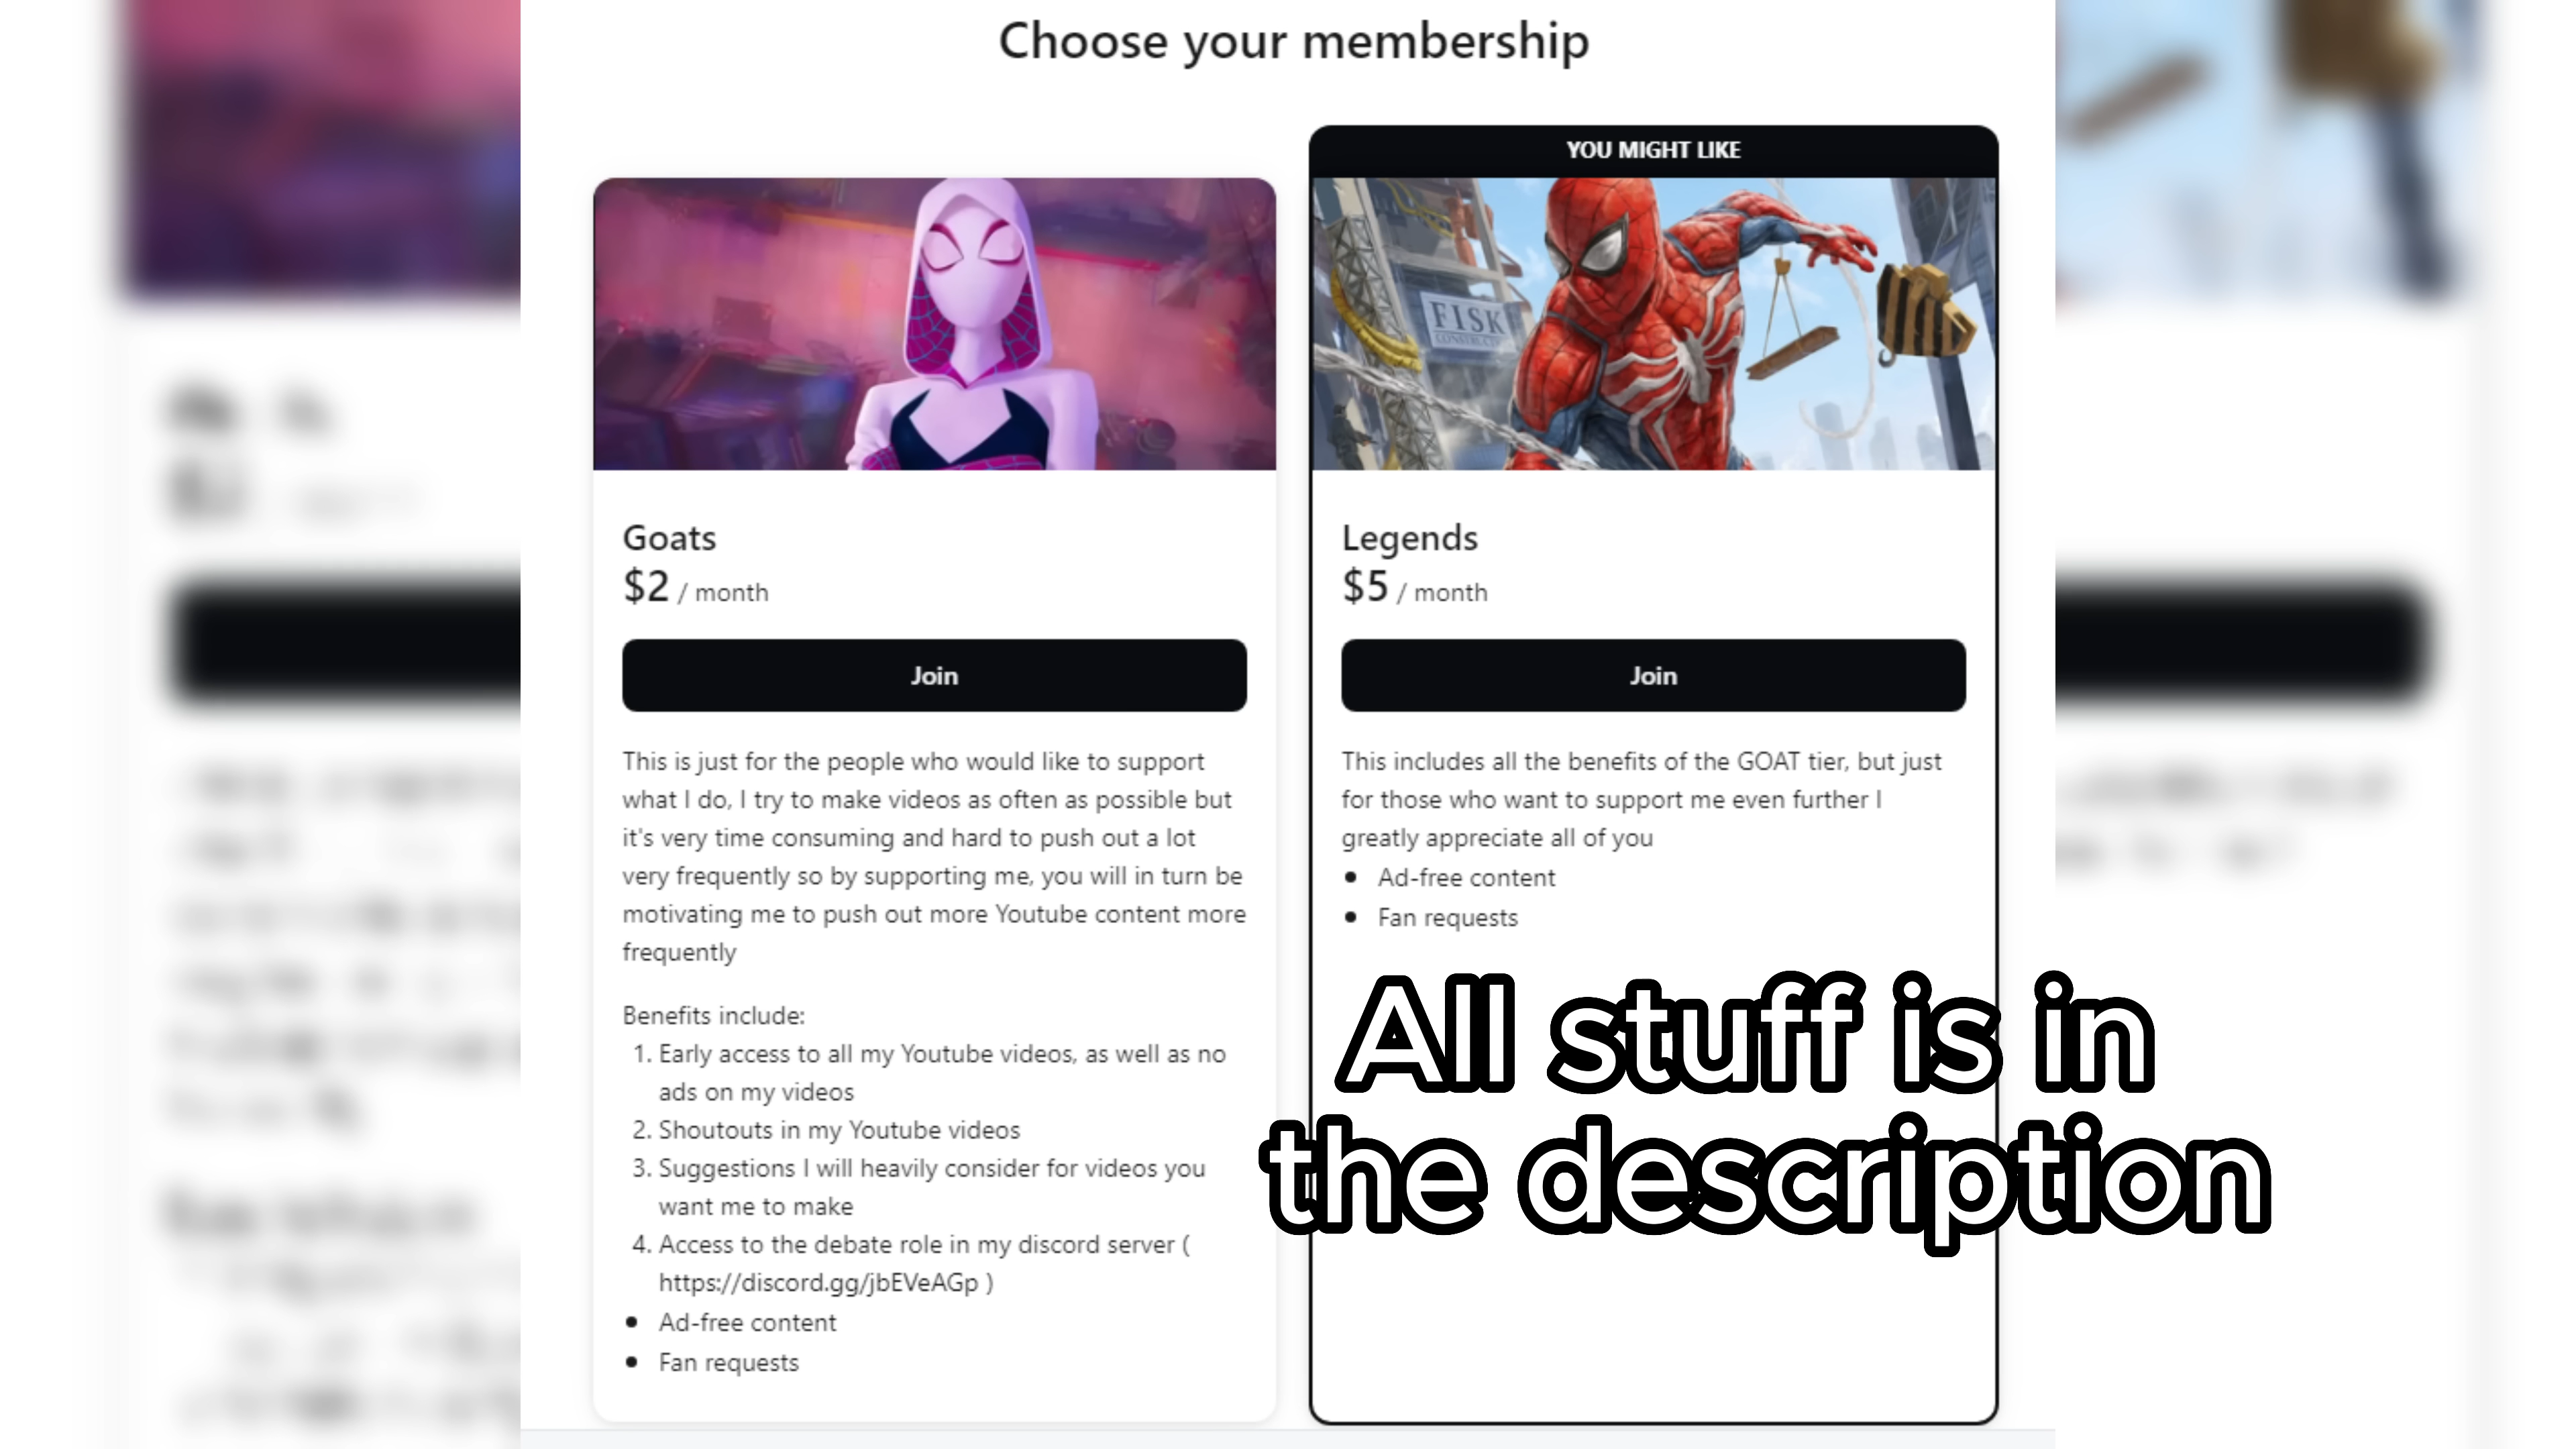 Choose your membership
YOU MIGHT LIKE
FISK
Goats
$2 / month
Join
This is just for the people who would like to support
what I do, I try to make videos as often as possible but
it's very time consuming and hard to push out a lot
very frequently so by supporting me, you will in turn be
motivating me to push out more Youtube content more
frequently
Benefits include:
1. Early access to all my Youtube videos, as well as no
ads on my videos
2. Shoutouts in my Youtube videos
3. Suggestions I will heavily consider for videos you
want me to make
4. Access to the debate role in my discord server (
https://discord.gg/jbEVeAGp )
• Ad-free content
• Fan requests
Legends
$5 / month
Join
This includes all the benefits of the GOAT tier, but just
for those who want to support me even further I
greatly appreciate all of you
• Ad-free content
• Fan requests
All stuff is in
the description